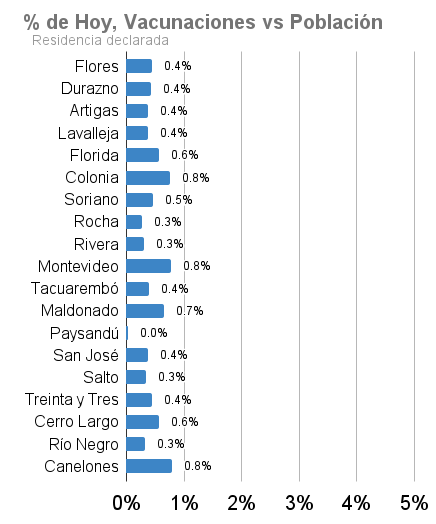 % de Hoy, Vacunaciones vs Población
Residencia declarada
Flores 0.4%
Durazno 0.4%
Artigas 0.4%
Lavalleja 0.4%
Florida 0.6%
Colonia 0.8%
Soriano 0.5%
Rocha 0.3%
Rivera 0.3%
Montevideo 0.8%
Tacuarembó 0.4%
Maldonado 0.7%
Paysandú 0.0%
San José 0.4%
Salto 0.3%
Treinta y Tres 0.4%
Cerro Largo 0.6%
Río Negro 0.3%
Canelones 0.8%
0% 1% 2% 3% 4% 5%